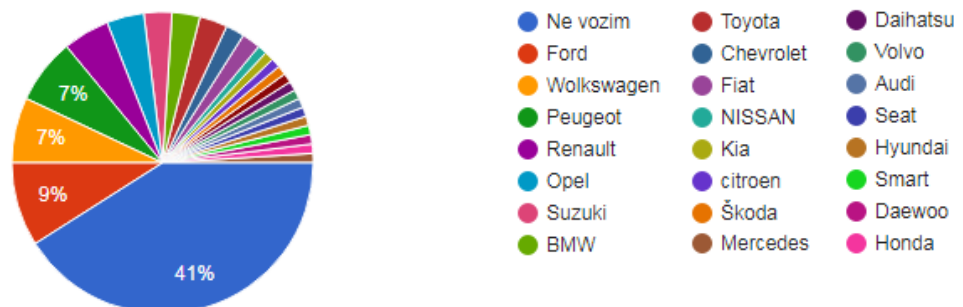 7%
7%
9%
41%
Ne vozim
Ford
Wolkswagen
Peugeot
Renault
Opel
Suzuki
BMW
Toyota
Chevrolet
Fiat
NISSAN
Kia
citroen
Škoda
Mercedes
Daihatsu
Volvo
Audi
Seat
Hyundai
Smart
Daewoo
Honda